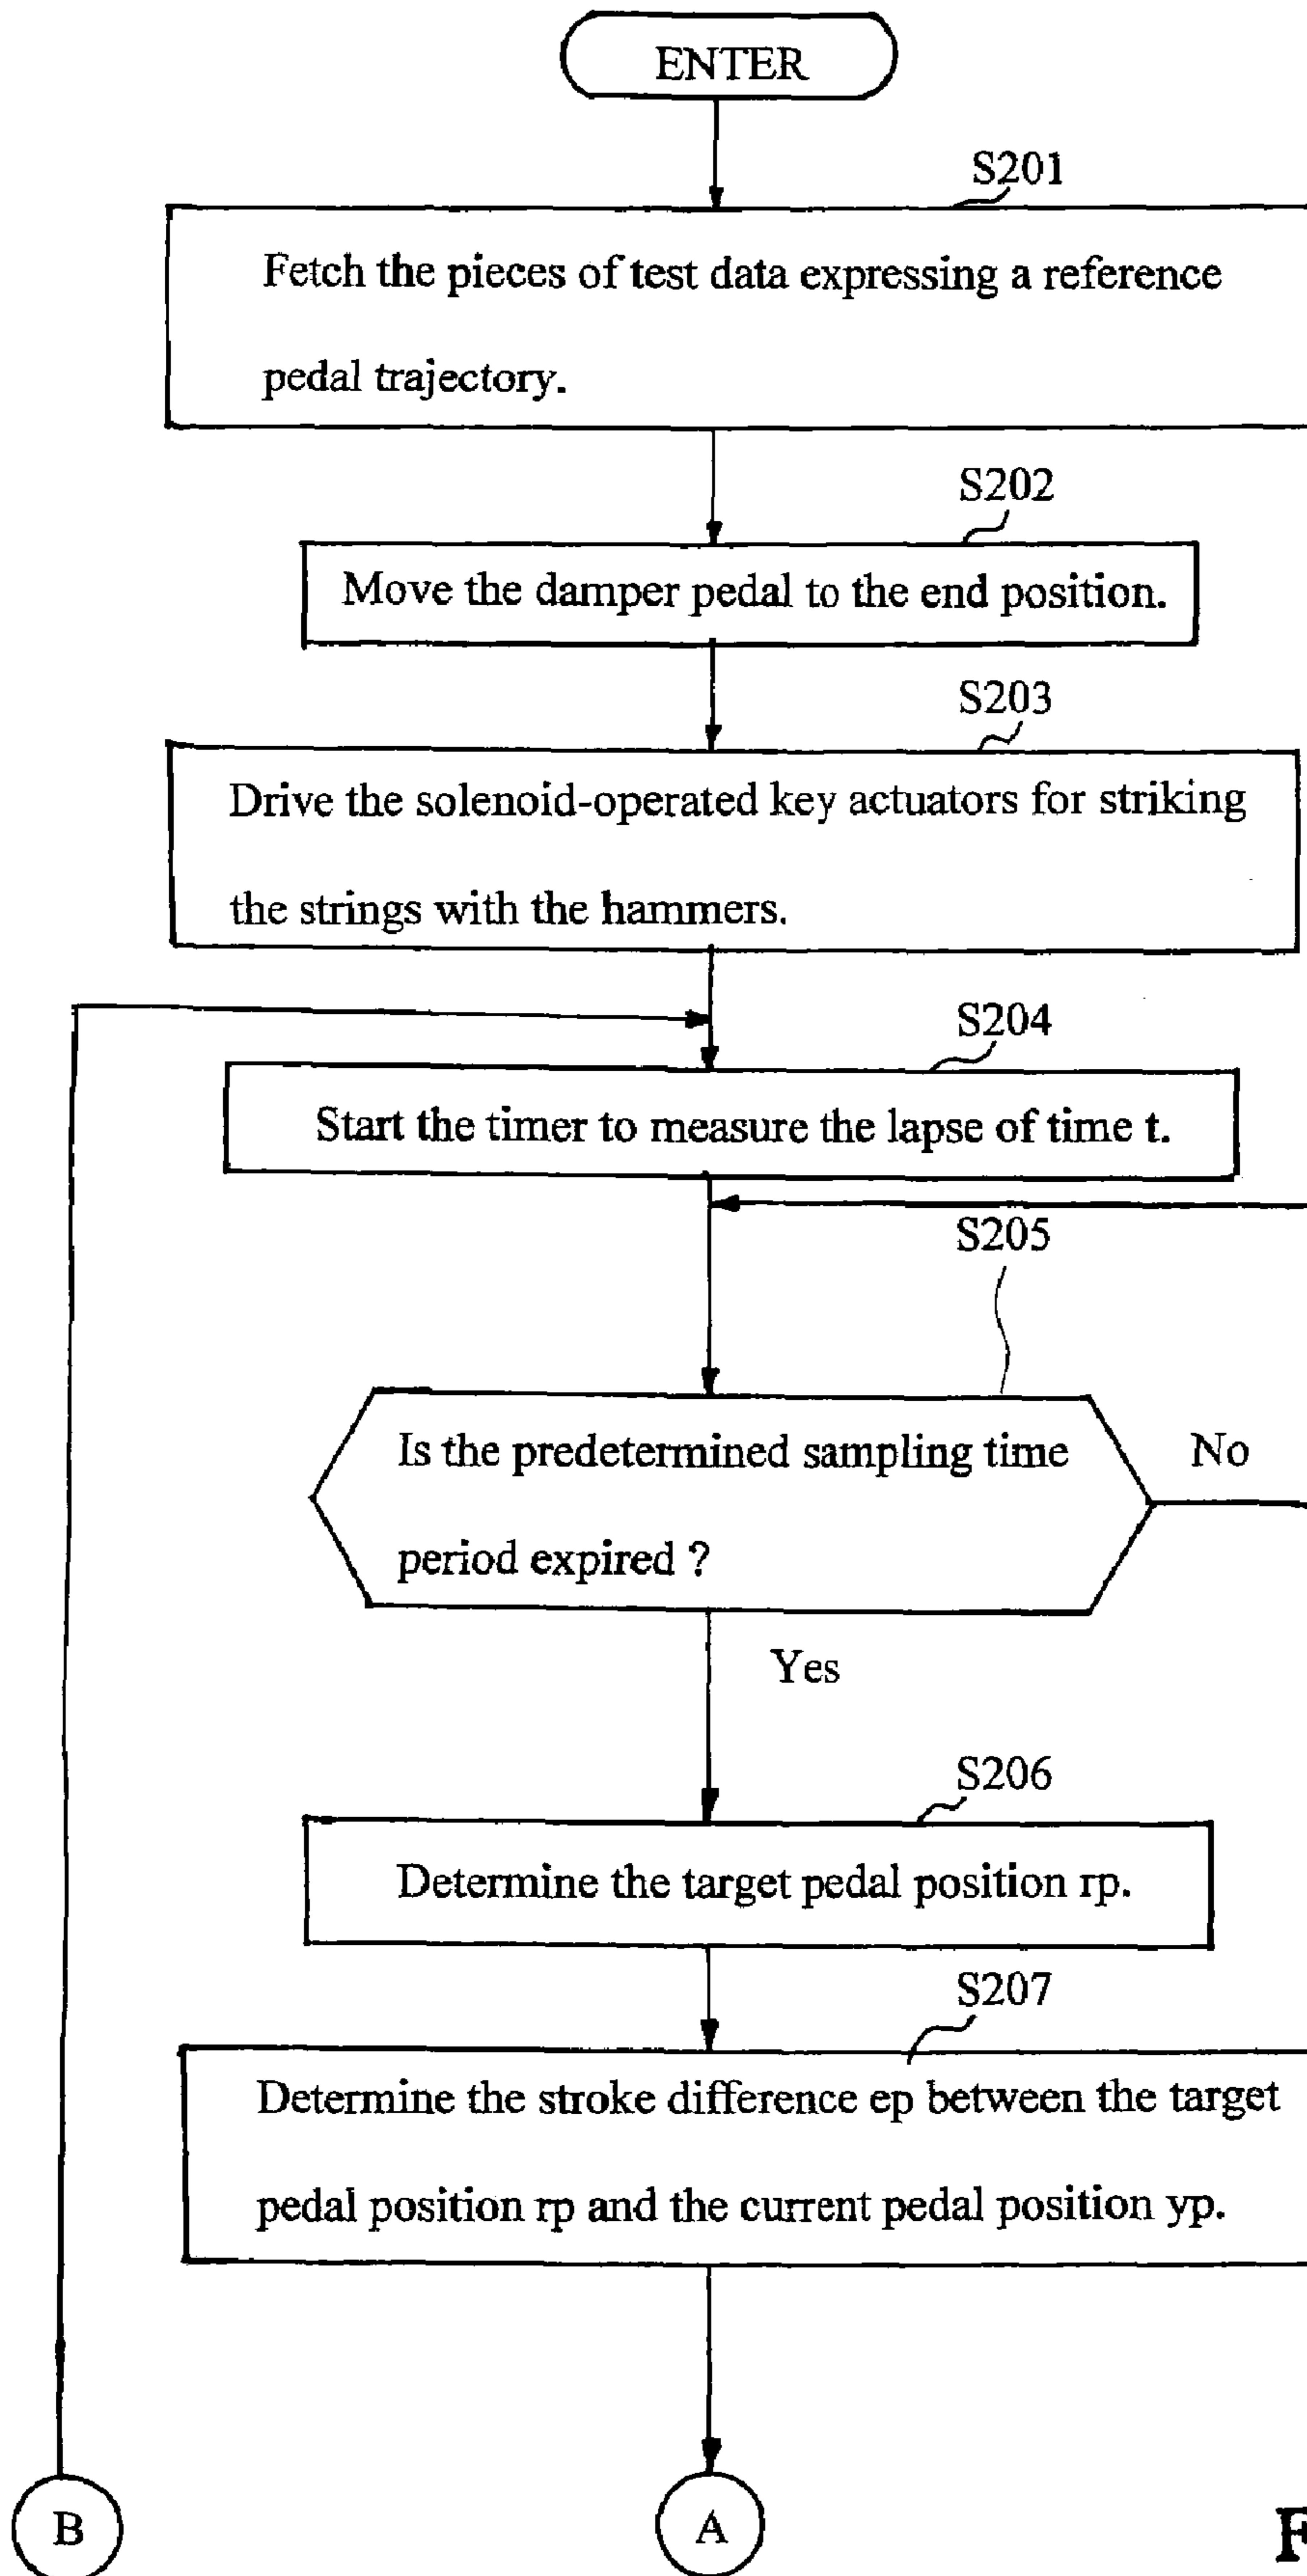 ENTER
S201
Fetch the pieces of test data expressing a reference
pedal trajectory.
S202
Move the damper pedal to the end position.
S203
Drive the solenoid-operated key actuators for striking
the strings with the hammers.
S204
Start the timer to measure the lapse of time t.
S205
Is the predetermined sampling time
No
period expired ?
Yes
S206
Determine the target pedal position rp.
S207
Determine the stroke difference ep between the target
pedal position rp and the current pedal position yp.
B
A
F